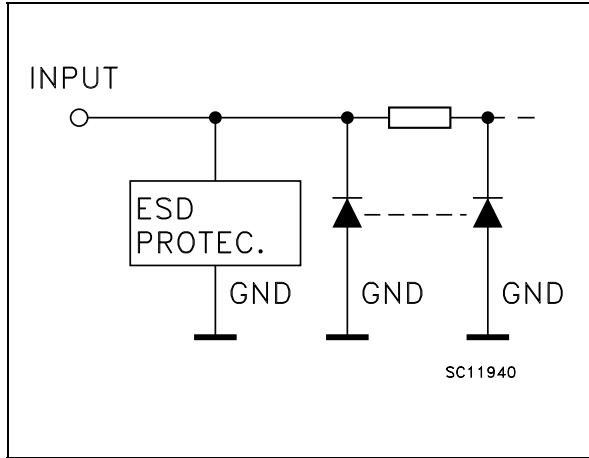 INPUT
ESD
PROTEC.
GND
GND
GND
SC11940